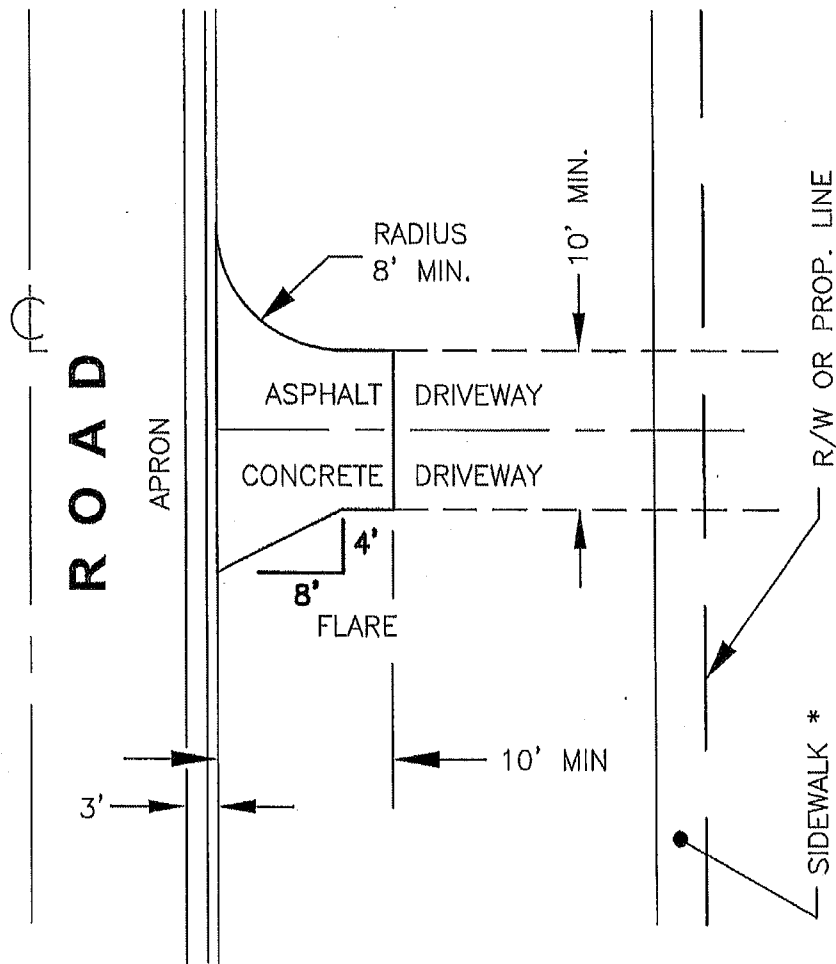 RADIUS
8' MIN.
10' MIN.
℄
ROAD
APRON
ASPHALT DRIVEWAY
CONCRETE DRIVEWAY
4'
8'
FLARE
10' MIN
3'
R/W OR PROP. LINE
SIDEWALK *